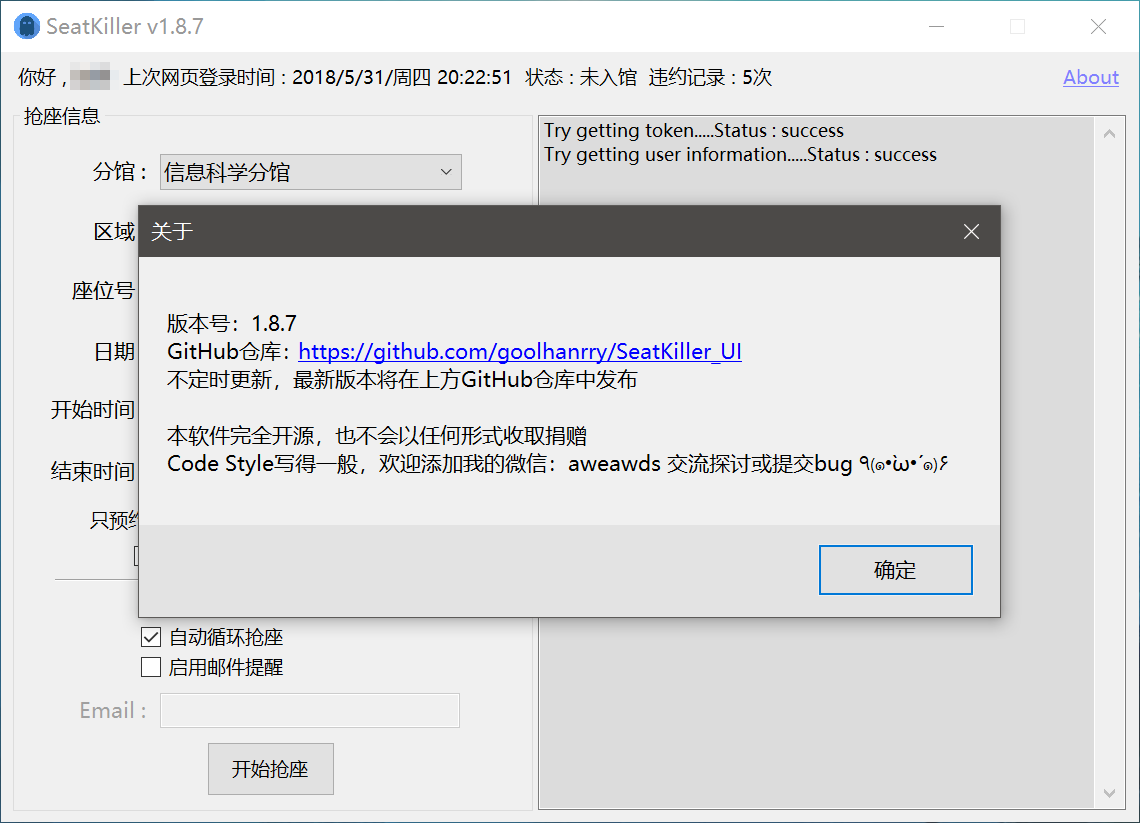 SeatKiller v1.8.7
你好 , 上次网页登录时间 : 2018/5/31/周四 20:22:51 状态 : 未入馆 违约记录 : 5次 About
抢座信息
Try getting token.....Status : success
Try getting user information.....Status : success
分馆 : 信息科学分馆
区域
关于
座位号
版本号：1.8.7
日期
GitHub仓库：https://github.com/goolhanrry/SeatKiller_UI
不定时更新，最新版本将在上方GitHub仓库中发布
开始时间
本软件完全开源，也不会以任何形式收取捐赠
结束时间
Code Style写得一般，欢迎添加我的微信：aweawds 交流探讨或提交bug ٩(๑•̀ω•́๑)۶
只预
确定
自动循环抢座
启用邮件提醒
Email :
开始抢座